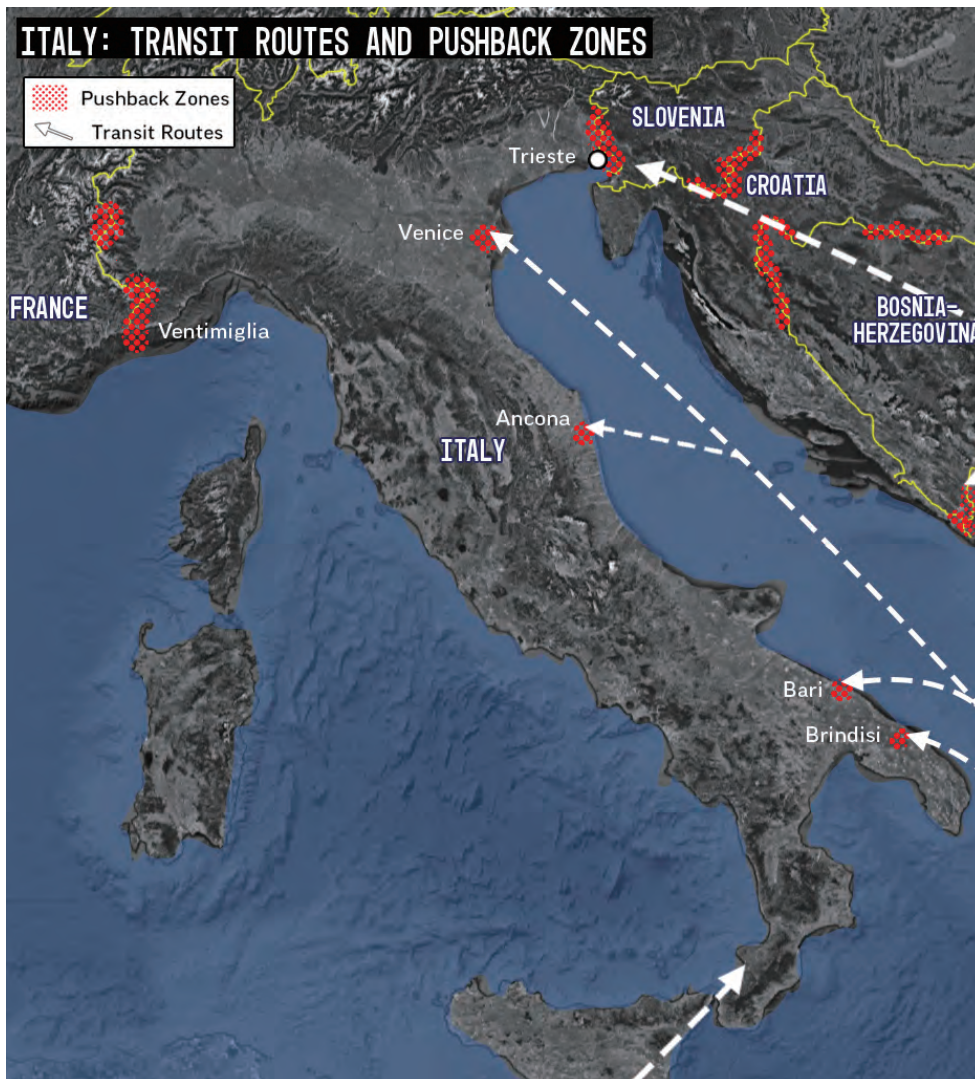 ITALY: TRANSIT ROUTES AND PUSHBACK ZONES
Pushback Zones
Transit Routes
SLOVENIA
Trieste
CROATIA
Venice
FRANCE
BOSNIA-
HERZEGOVINA
Ventimiglia
Ancona
ITALY
Bari
Brindisi